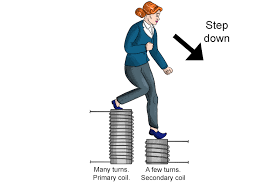 Step
down
Many turns.
Primary coil.
A few turns.
Secondary coil